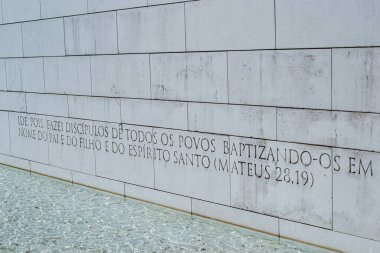 IDE, POIS, FAZEI DISCÍPULOS DE TODOS OS POVOS BAPTIZANDO-OS EM
NOME DO PAI E DO FILHO E DO ESPÍRITO SANTO (MATEUS 28,19)